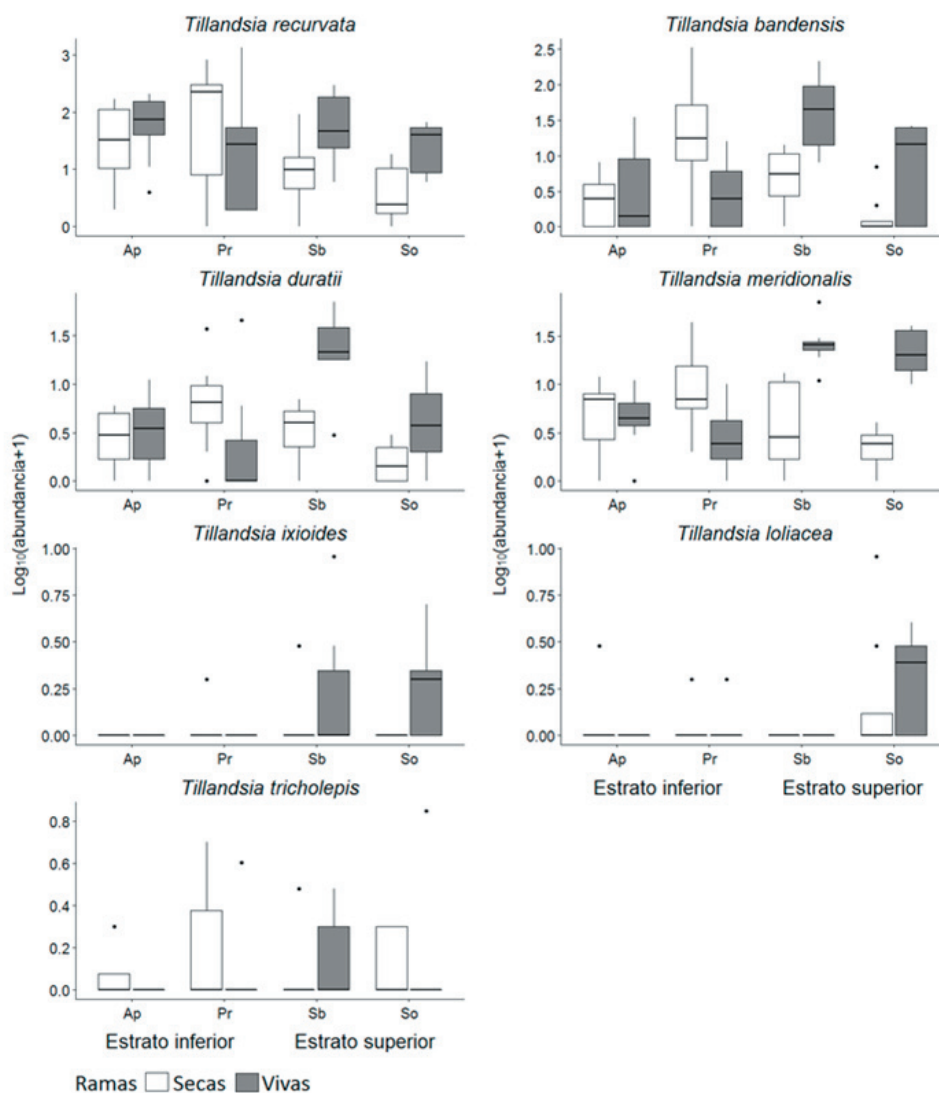 Tillandsia recurvata
3
2
1
0
Ap Pr Sb So
Tillandsia bandensis
2.5
2.0
1.5
1.0
0.5
0.0
Ap Pr Sb So
Log10(abundancia+1)
Tillandsia duratii
1.5
1.0
0.5
0.0
Ap Pr Sb So
Log10(abundancia+1)
Tillandsia meridionalis
1.5
1.0
0.5
0.0
Ap Pr Sb So
Tillandsia ixioides
1.00
0.75
0.50
0.25
0.00
Ap Pr Sb So
Tillandsia loliacea
1.00
0.75
0.50
0.25
0.00
Ap Pr Sb So
Estrato inferior Estrato superior
Tillandsia tricholepis
0.8
0.6
0.4
0.2
0.0
Ap Pr Sb So
Estrato inferior Estrato superior
Ramas Secas Vivas